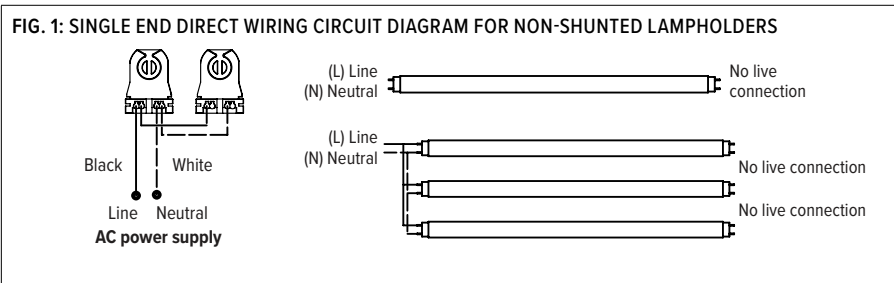 FIG. 1: SINGLE END DIRECT WIRING CIRCUIT DIAGRAM FOR NON-SHUNTED LAMPHOLDERS
Black
White
Line
Neutral
AC power supply
(L) Line
(N) Neutral
No live
connection
(L) Line
(N) Neutral
No live connection
No live connection